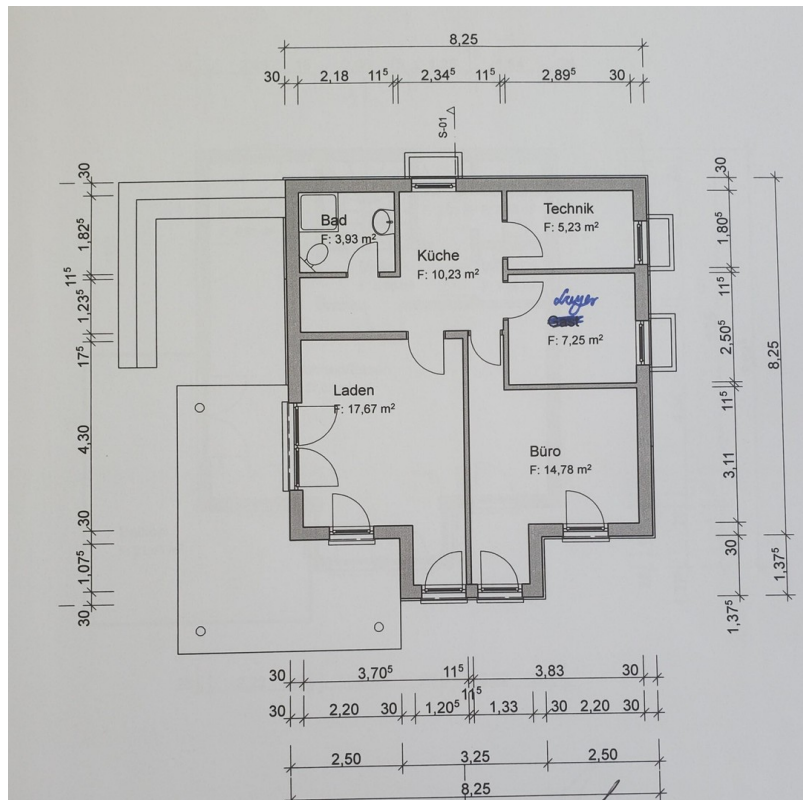 8,25
30 2,18 11⁵ 2,34⁵ 11⁵ 2,89⁵ 30
S-01
30
1,82⁵
11⁵
1,23⁵
17⁵
4,30
30
1,07⁵
30
Bad
F: 3,93 m²
Küche
F: 10,23 m²
Technik
F: 5,23 m²
F: 7,25 m²
Laden
F: 17,67 m²
Büro
F: 14,78 m²
30
1,80⁵
11⁵
2,50⁵
11⁵
3,11
30
1,37⁵
8,25
1,37⁵
30 3,70⁵ 11⁵ 3,83 30
11⁵
30 2,20 30 1,20⁵ 1,33 30 2,20 30
2,50 3,25 2,50
8,25